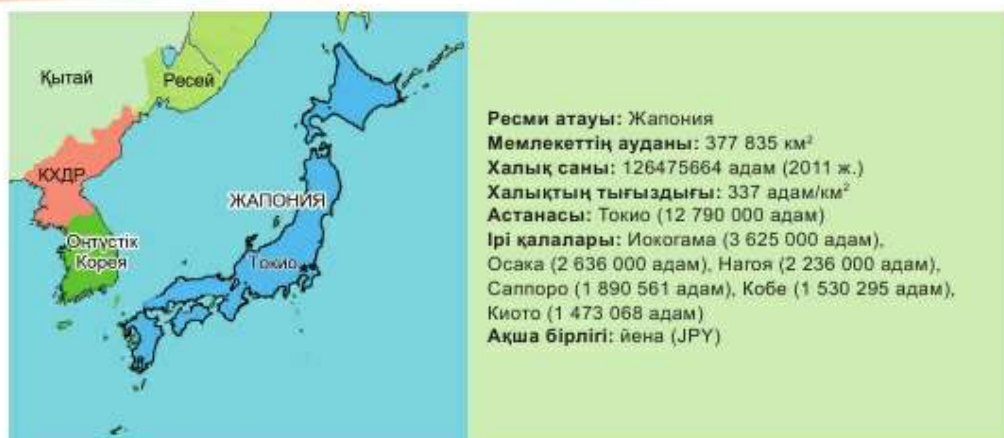 Қытай
Ресей
КХДР
ЖАПОНИЯ
Оңтүстік
Корея
Токио
Ресми атауы: Жапония
Мемлекеттің ауданы: 377 835 км²
Халық саны: 126475664 адам (2011 ж.)
Халықтың тығыздығы: 337 адам/км²
Астанасы: Токио (12 790 000 адам)
Ірі қалалары: Иокогама (3 625 000 адам),
Осака (2 636 000 адам), Нагоя (2 236 000 адам),
Саппоро (1 890 561 адам), Кобе (1 530 295 адам),
Киото (1 473 068 адам)
Ақша бірлігі: йена (JPY)